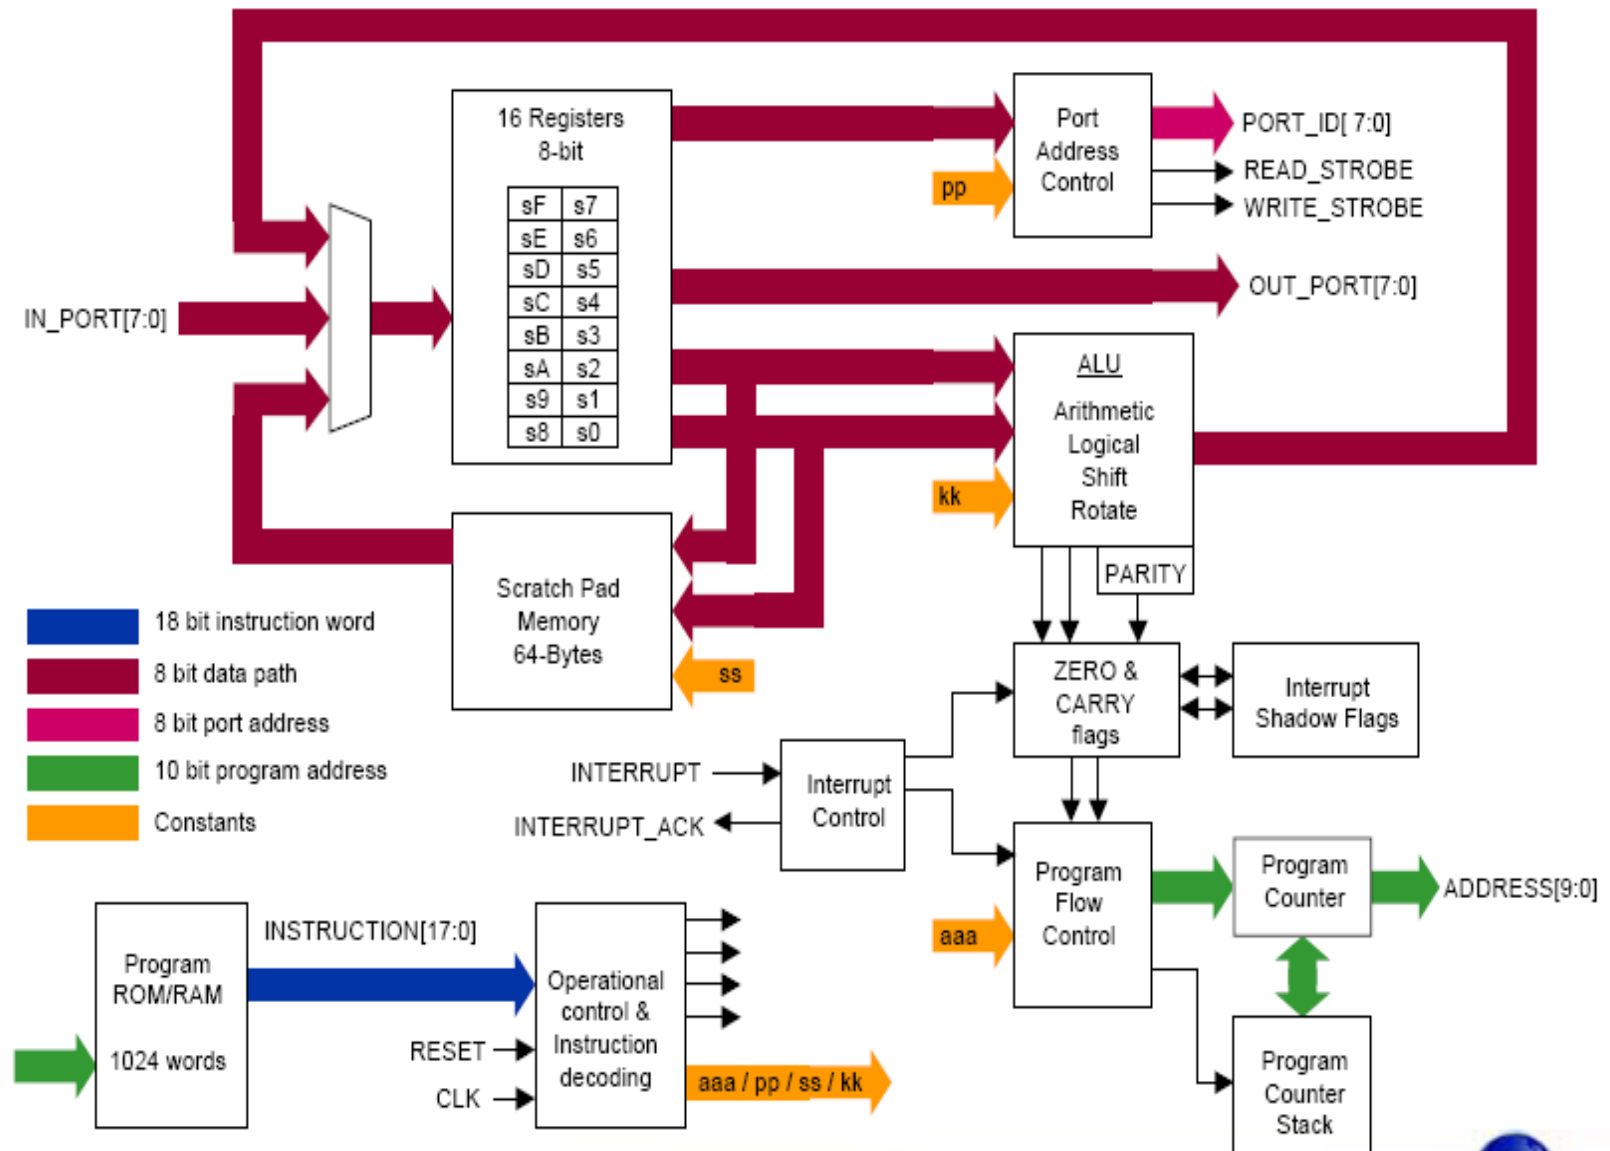 16 Registers
8-bit
sF s7
sE s6
sD s5
sC s4
sB s3
sA s2
s9 s1
s8 s0
Port
Address
Control
pp
PORT_ID[ 7:0]
READ_STROBE
WRITE_STROBE
IN_PORT[7:0]
OUT_PORT[7:0]
ALU
Arithmetic
Logical
Shift
Rotate
kk
PARITY
Scratch Pad
Memory
64-Bytes
ss
18 bit instruction word
8 bit data path
8 bit port address
10 bit program address
Constants
ZERO &
CARRY
flags
Interrupt
Shadow Flags
INTERRUPT
INTERRUPT_ACK
Interrupt
Control
Program
Flow
Control
aaa
Program
Counter
ADDRESS[9:0]
Program
ROM/RAM
1024 words
INSTRUCTION[17:0]
RESET
CLK
Operational
control &
Instruction
decoding
aaa / pp / ss / kk
Program
Counter
Stack